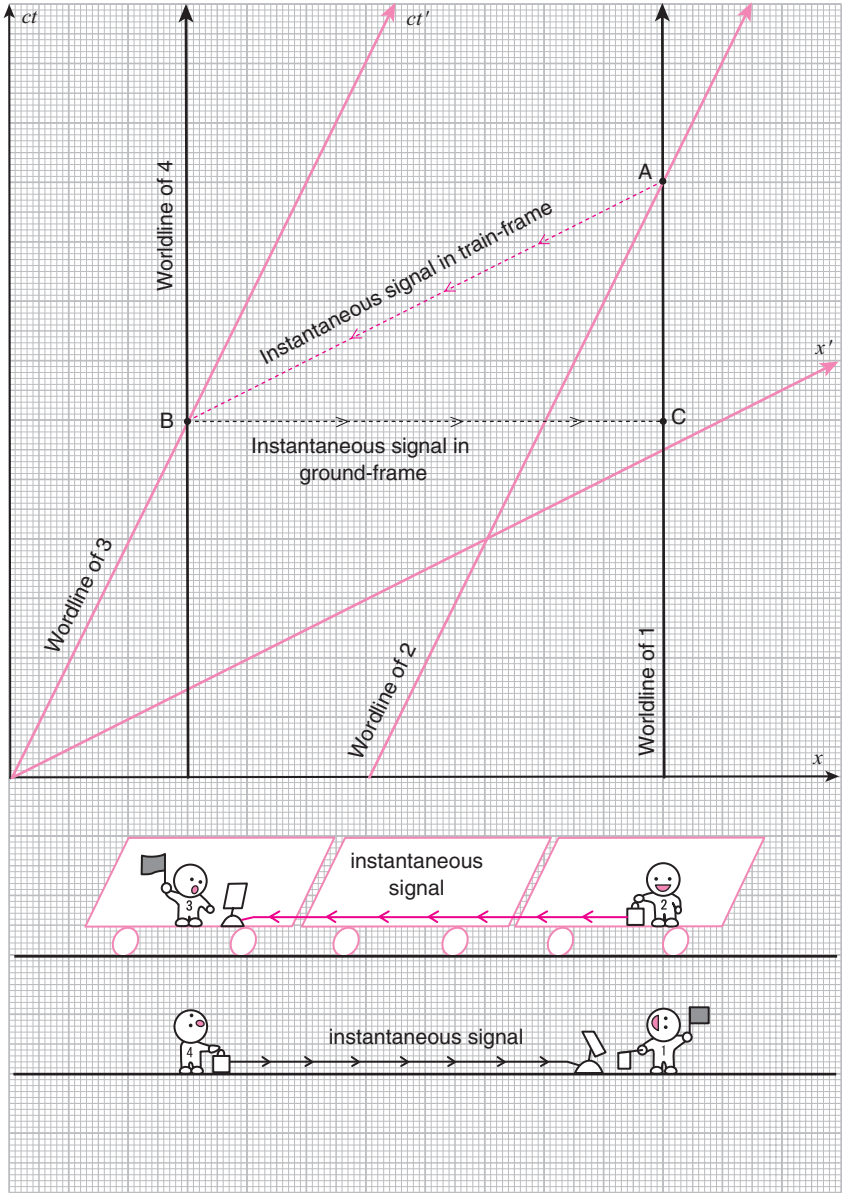 ct
ct′
Worldline of 4
A
Instantaneous signal in train-frame
x′
B
C
Instantaneous signal in
ground-frame
Wordline of 3
Wordline of 2
Worldline of 1
x
instantaneous
signal
3
2
instantaneous signal
4
1